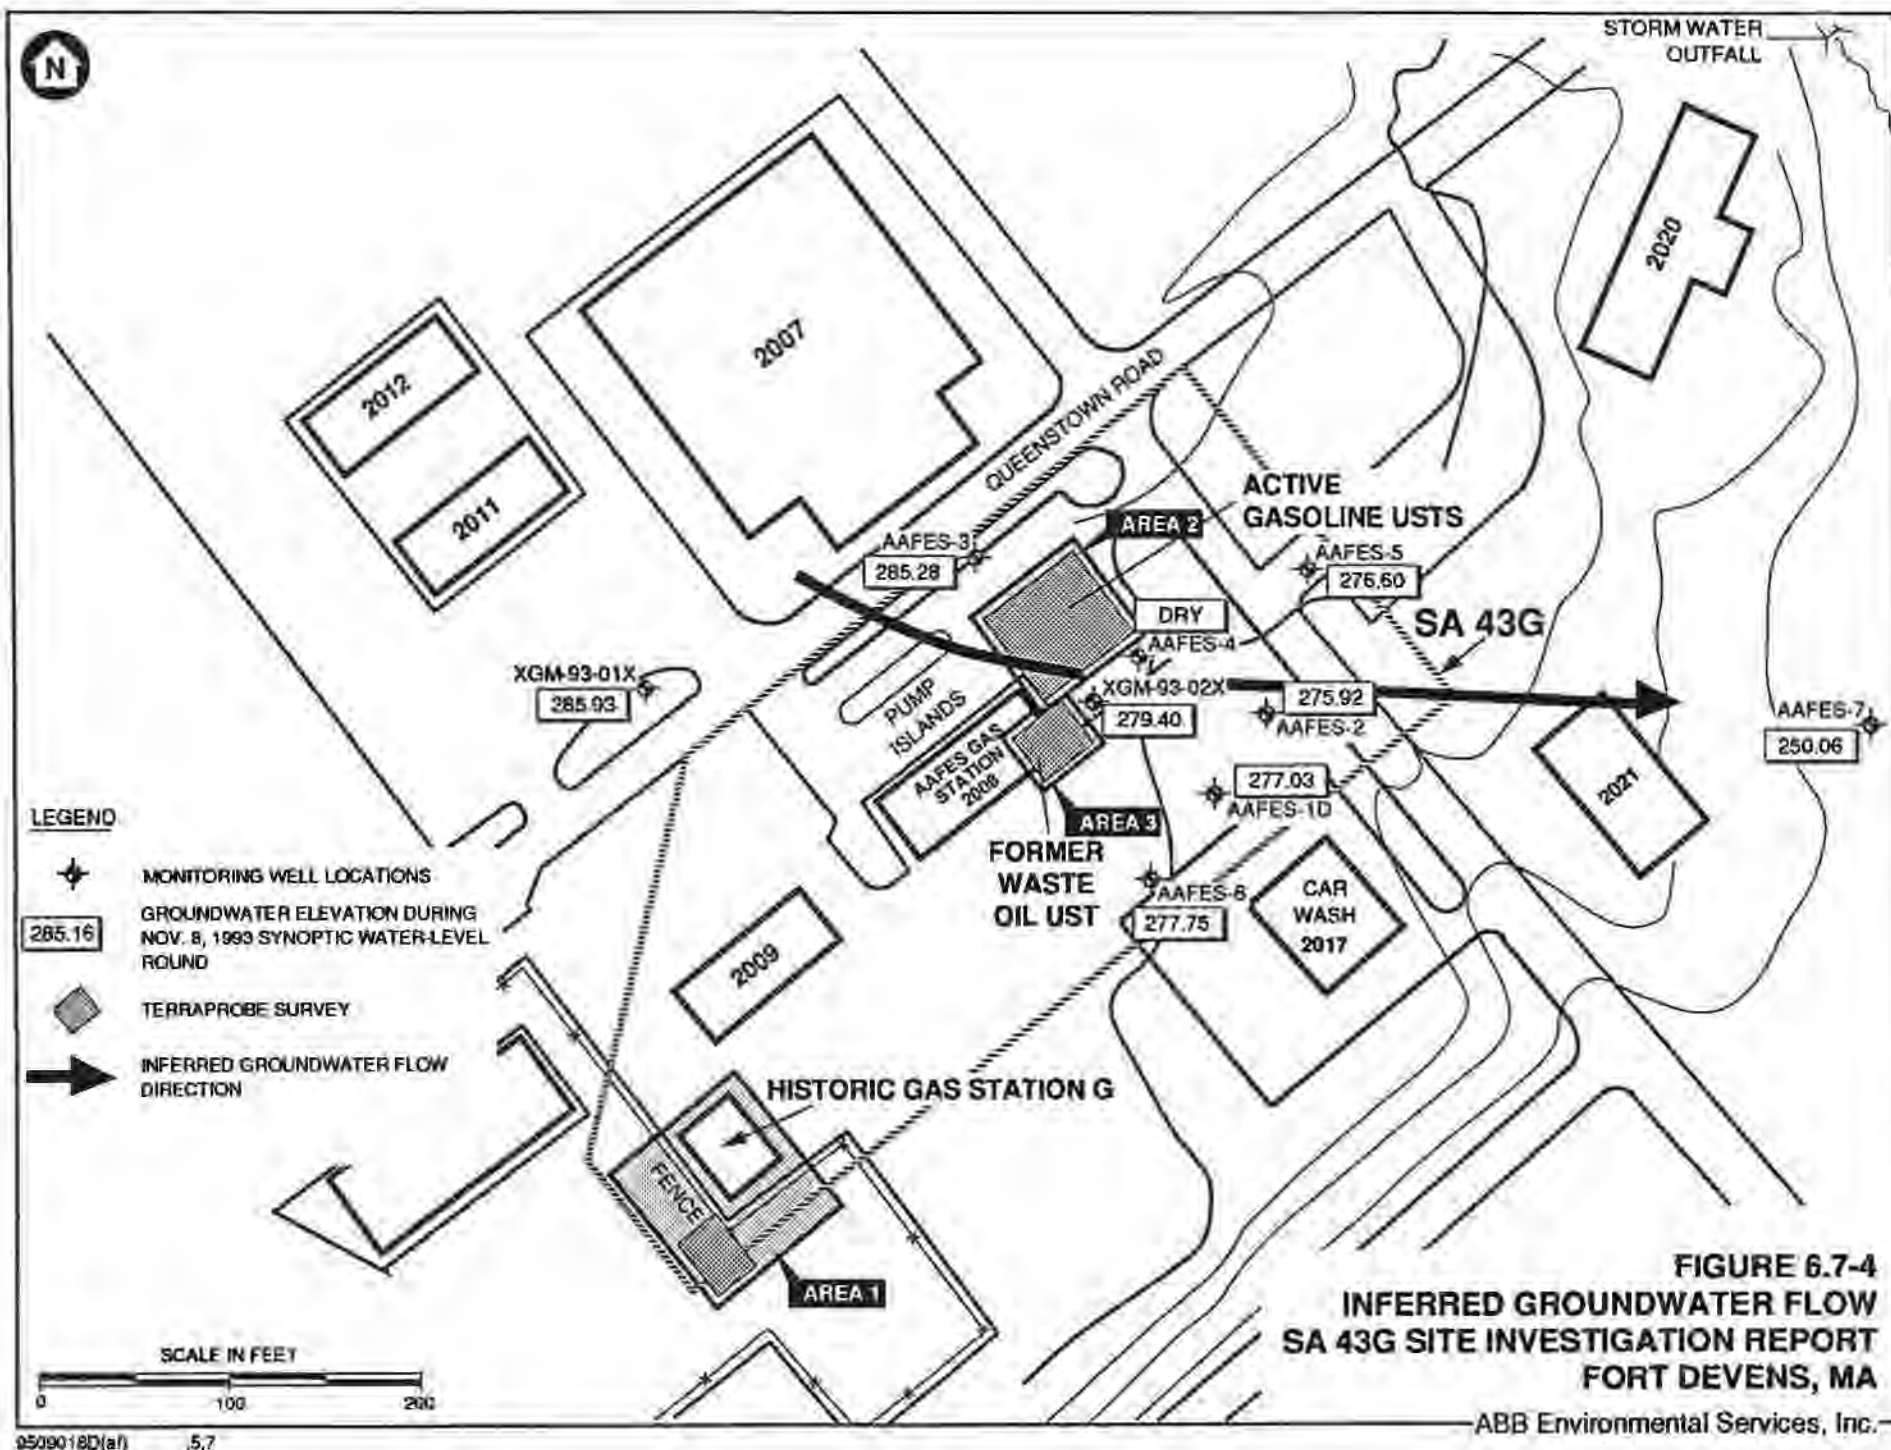 N
STORM WATER
OUTFALL
2020
2007
2012
2011
QUEENSTOWN ROAD
ACTIVE
GASOLINE USTS
AREA 2
AAFES-3
285.28
AAFES-5
276.60
DRY
AAFES-4
SA 43G
XGM-93-01X
285.93
PUMP
ISLANDS
XGM-93-02X
279.40
275.92
AAFES-2
AAFES-7
250.06
AAFES GAS
STATION
2008
277.03
AAFES-1D
2021
AREA 3
FORMER
WASTE
OIL UST
AAFES-6
277.75
CAR
WASH
2017
2009
LEGEND
MONITORING WELL LOCATIONS
285.16
GROUNDWATER ELEVATION DURING
NOV. 8, 1993 SYNOPTIC WATER-LEVEL
ROUND
TERRAPROBE SURVEY
INFERRED GROUNDWATER FLOW
DIRECTION
HISTORIC GAS STATION G
FENCE
AREA 1
SCALE IN FEET
0 100 200
FIGURE 6.7-4
INFERRED GROUNDWATER FLOW
SA 43G SITE INVESTIGATION REPORT
FORT DEVENS, MA
ABB Environmental Services, Inc.
9509018D(af) 5.7